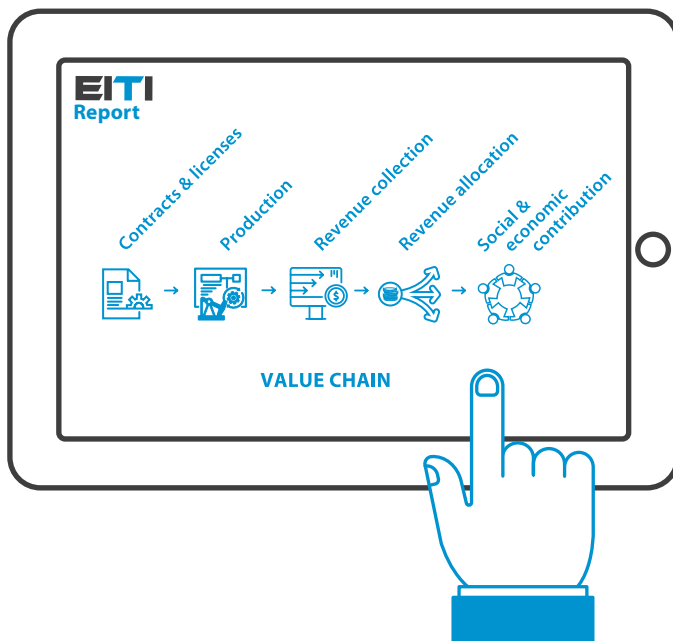 EITI
Report
Contracts & licenses
Production
Revenue collection
Revenue allocation
Social &
economic
contribution
$
VALUE CHAIN